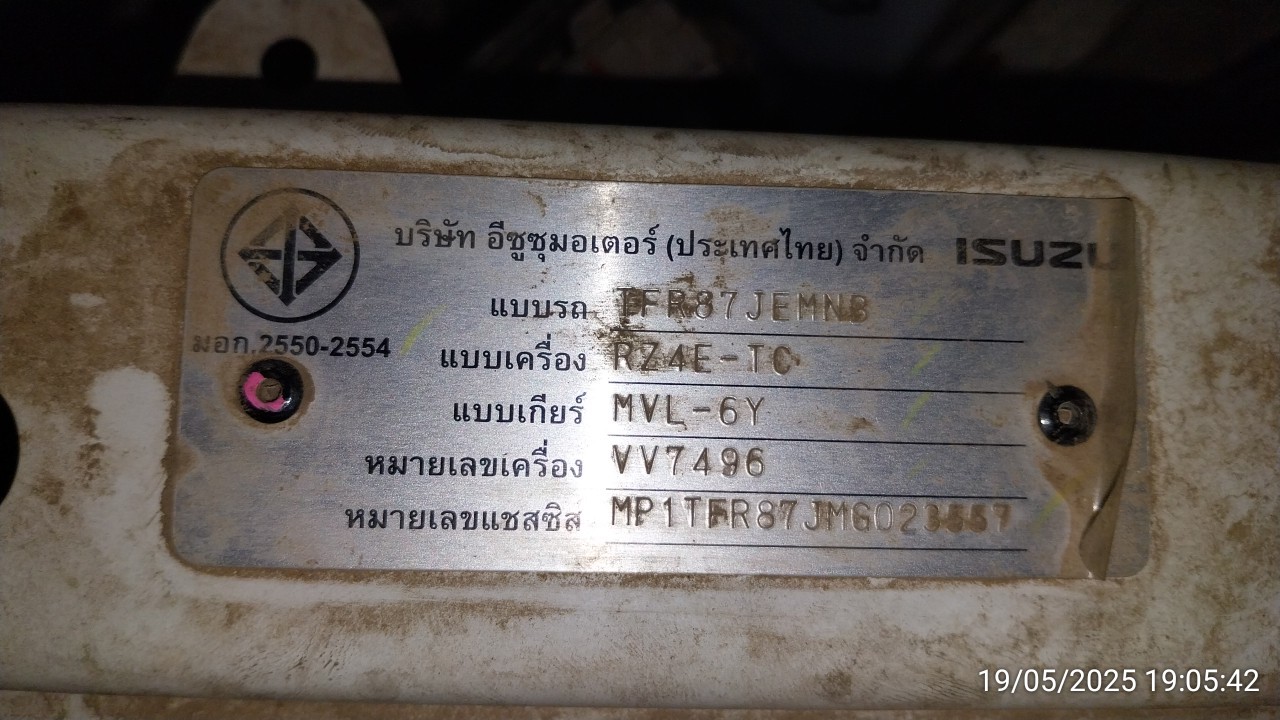 บริษัท อีซูซุมอเตอร์ (ประเทศไทย) จำกัด ISUZU
แบบรถ TFR87JEMNB
มอก.2550-2554
แบบเครื่อง RZ4E-TC
แบบเกียร์ MVL-6Y
หมายเลขเครื่อง VV7496
หมายเลขแชสซิส
19/05/2025 19:05:42